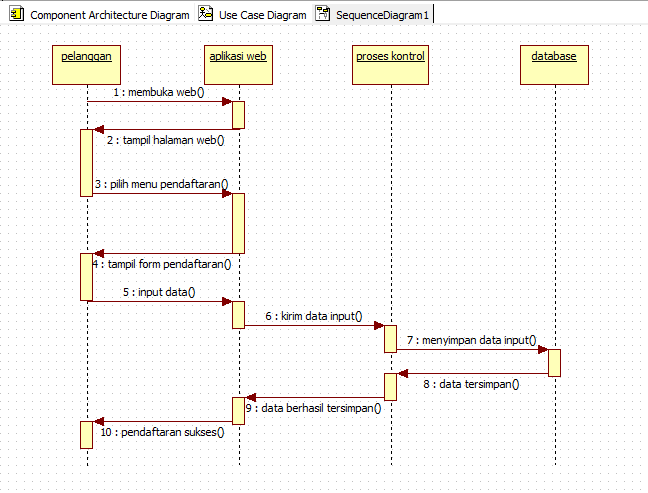 Component Architecture Diagram Use Case Diagram SequenceDiagram1
pelanggan aplikasi web proses kontrol database
1 : membuka web()
2 : tampil halaman web()
3 : pilih menu pendaftaran()
4 : tampil form pendaftaran()
5 : input data()
6 : kirim data input()
7 : menyimpan data input()
8 : data tersimpan()
9 : data berhasil tersimpan()
10 : pendaftaran sukses()